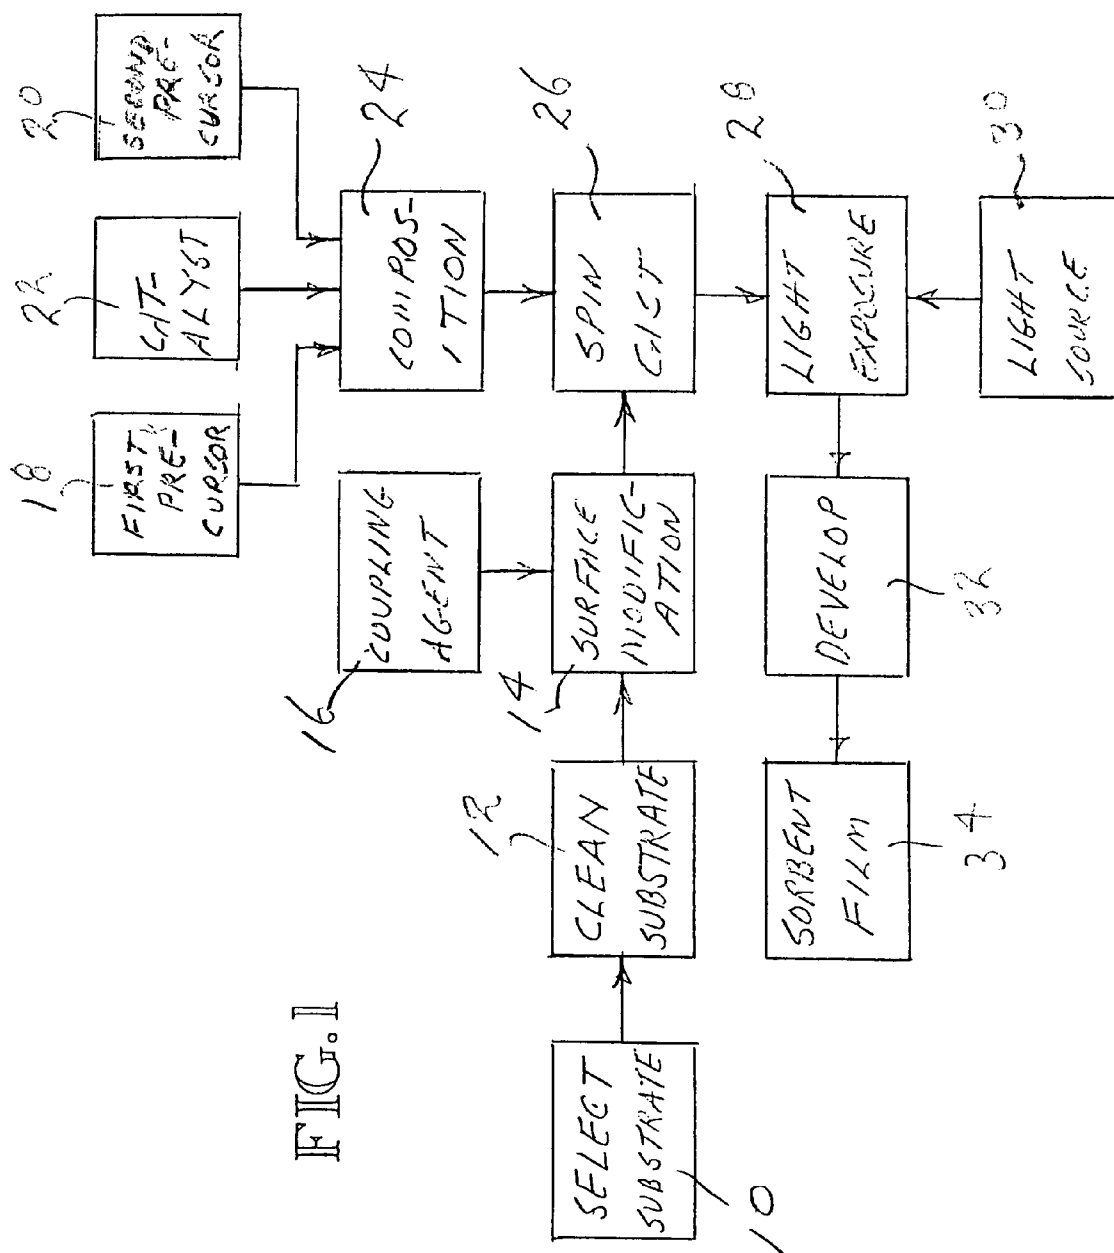 20
SECOND
PRE-
CURSOR
22
CAT-
ALYST
18
FIRST
PRE-
CURSOR
24
COMPOS-
ITION
16
COUPLING
AGENT
26
SPIN
CAST
14
SURFACE
MODIFIC-
ATION
12
CLEAN
SUBSTRATE
10
SELECT
SUBSTRATE
28
LIGHT
EXPOSURE
30
LIGHT
SOURCE
32
DEVELOP
34
SORBENT
FILM
FIG.1